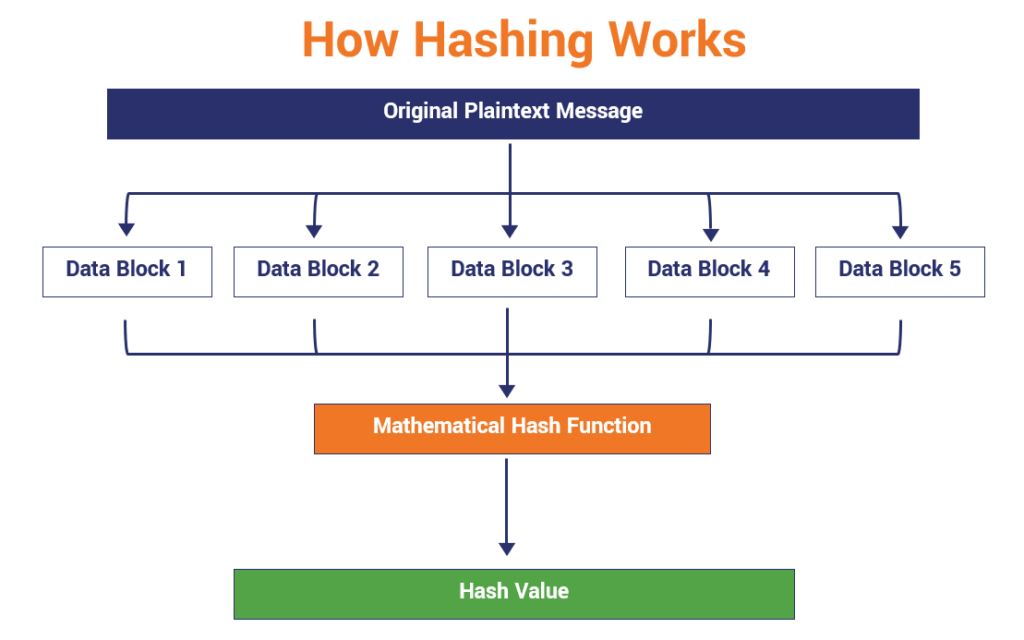 How Hashing Works
Original Plaintext Message
Data Block 1
Data Block 2
Data Block 3
Data Block 4
Data Block 5
Mathematical Hash Function
Hash Value